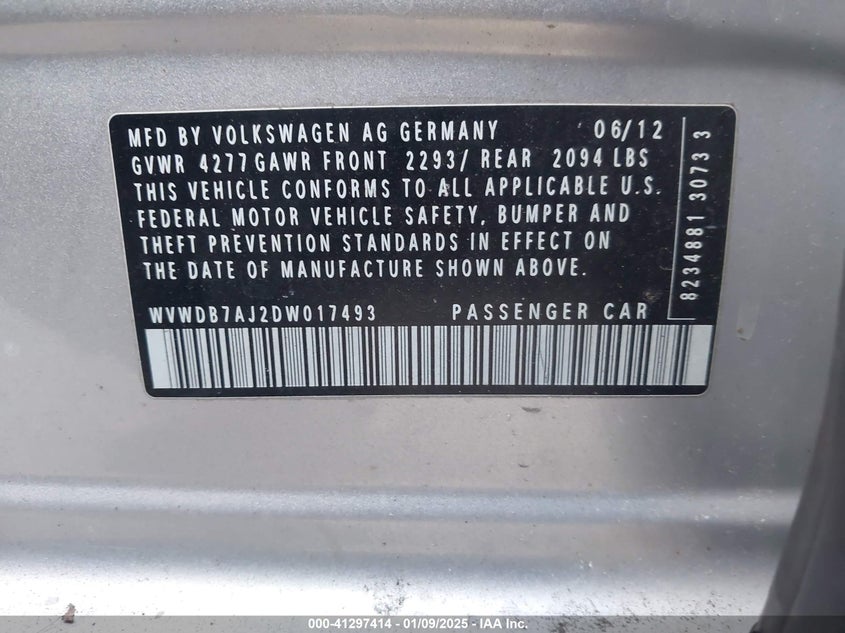 MFD BY VOLKSWAGEN AG GERMANY 06/12
GVWR 4277 GAWR FRONT 2293/ REAR 2094 LBS
THIS VEHICLE CONFORMS TO ALL APPLICABLE U.S.
FEDERAL MOTOR VEHICLE SAFETY, BUMPER AND
THEFT PREVENTION STANDARDS IN EFFECT ON
THE DATE OF MANUFACTURE SHOWN ABOVE.
WVWDB7AJ2DW017493 PASSENGER CAR
8234881 3073 3
000-41297414 - 01/09/2025 - IAA Inc.